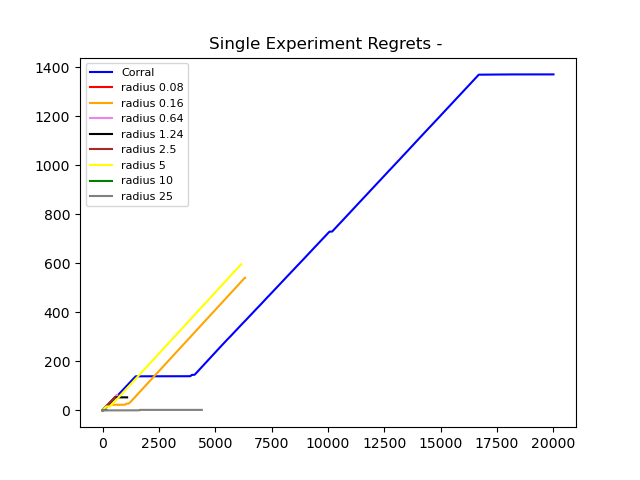 Single Experiment Regrets -
1400
1200
1000
800
600
400
200
0
Corral
radius 0.08
radius 0.16
radius 0.64
radius 1.24
radius 2.5
radius 5
radius 10
radius 25
0 2500 5000 7500 10000 12500 15000 17500 20000